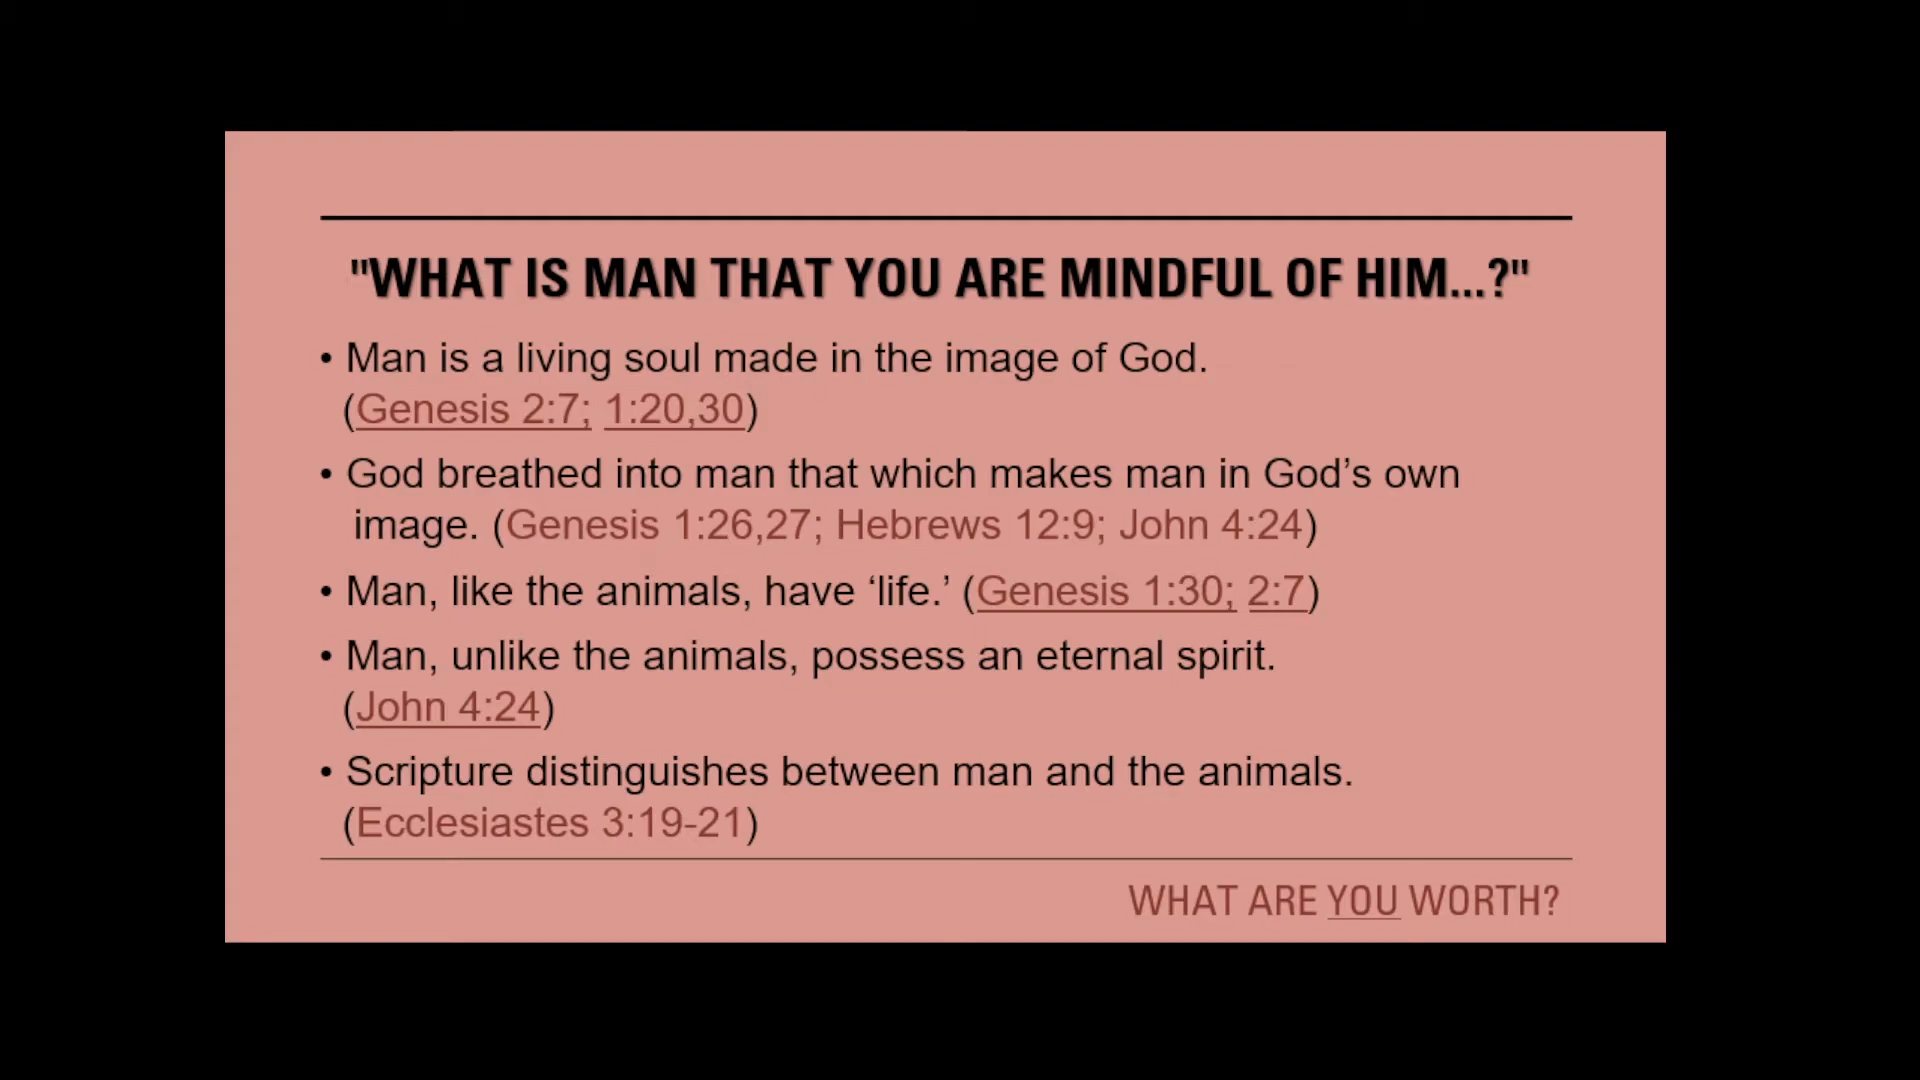 "WHAT IS MAN THAT YOU ARE MINDFUL OF HIM...?"
• Man is a living soul made in the image of God.
(Genesis 2:7; 1:20,30)
• God breathed into man that which makes man in God’s own
image. (Genesis 1:26,27; Hebrews 12:9; John 4:24)
• Man, like the animals, have ‘life.’ (Genesis 1:30; 2:7)
• Man, unlike the animals, possess an eternal spirit.
(John 4:24)
• Scripture distinguishes between man and the animals.
(Ecclesiastes 3:19-21)
WHAT ARE YOU WORTH?